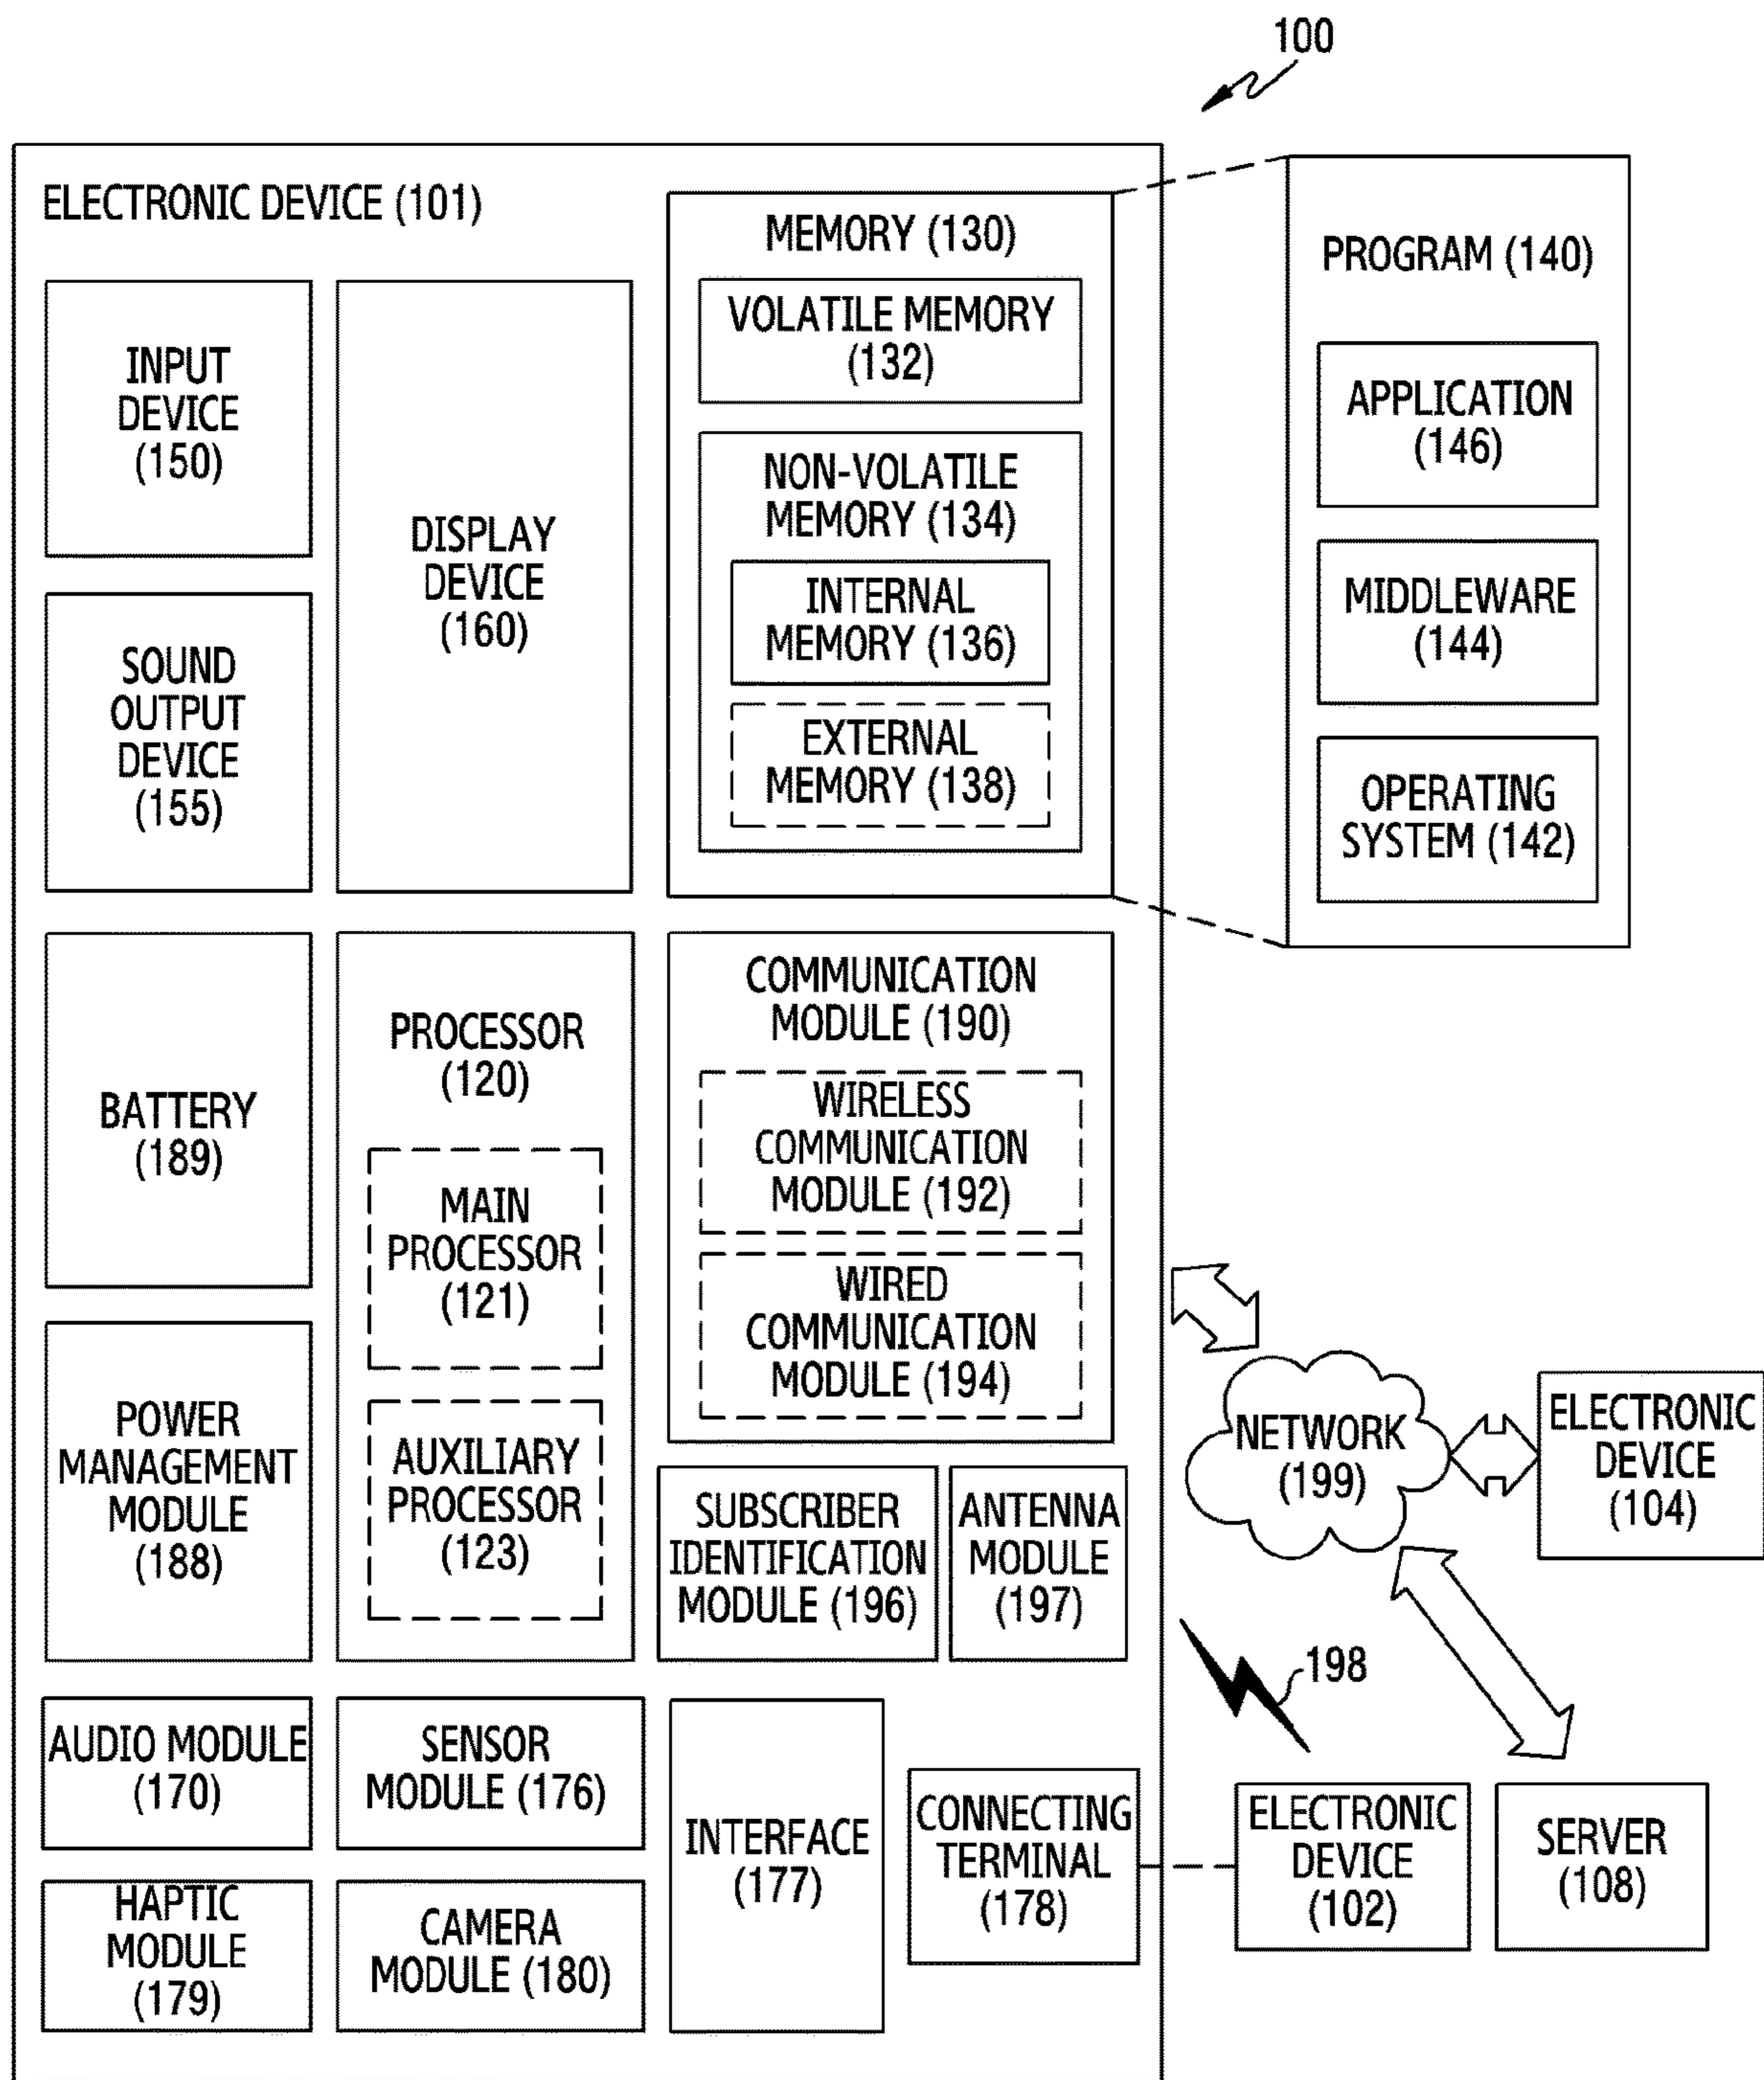 100
ELECTRONIC DEVICE (101)
INPUT
DEVICE
(150)
SOUND
OUTPUT
DEVICE
(155)
DISPLAY
DEVICE
(160)
MEMORY (130)
VOLATILE MEMORY
(132)
NON-VOLATILE
MEMORY (134)
INTERNAL
MEMORY (136)
EXTERNAL
MEMORY (138)
PROGRAM (140)
APPLICATION
(146)
MIDDLEWARE
(144)
OPERATING
SYSTEM (142)
BATTERY
(189)
POWER
MANAGEMENT
MODULE
(188)
PROCESSOR
(120)
MAIN
PROCESSOR
(121)
AUXILIARY
PROCESSOR
(123)
COMMUNICATION
MODULE (190)
WIRELESS
COMMUNICATION
MODULE (192)
WIRED
COMMUNICATION
MODULE (194)
SUBSCRIBER
IDENTIFICATION
MODULE (196)
ANTENNA
MODULE
(197)
NETWORK
(199)
ELECTRONIC
DEVICE
(104)
198
AUDIO MODULE
(170)
SENSOR
MODULE (176)
HAPTIC
MODULE
(179)
CAMERA
MODULE (180)
INTERFACE
(177)
CONNECTING
TERMINAL
(178)
ELECTRONIC
DEVICE
(102)
SERVER
(108)